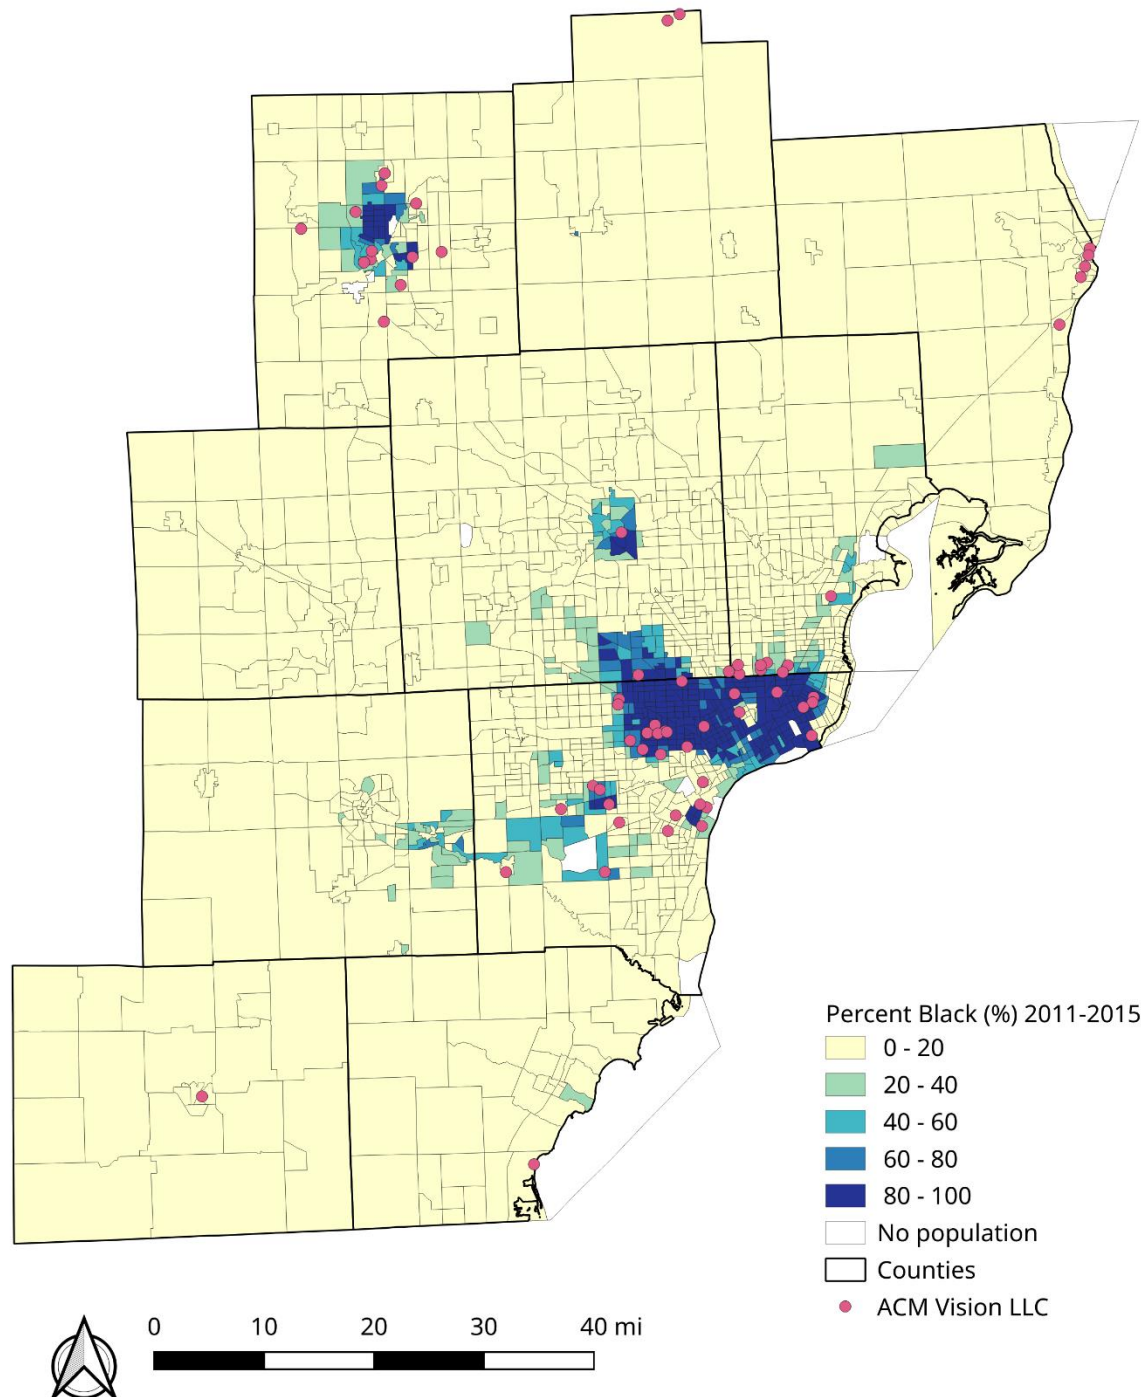 Percent Black (%) 2011-2015
0 - 20
20 - 40
40 - 60
60 - 80
80 - 100
No population
Counties
ACM Vision LLC
0 10 20 30 40 mi